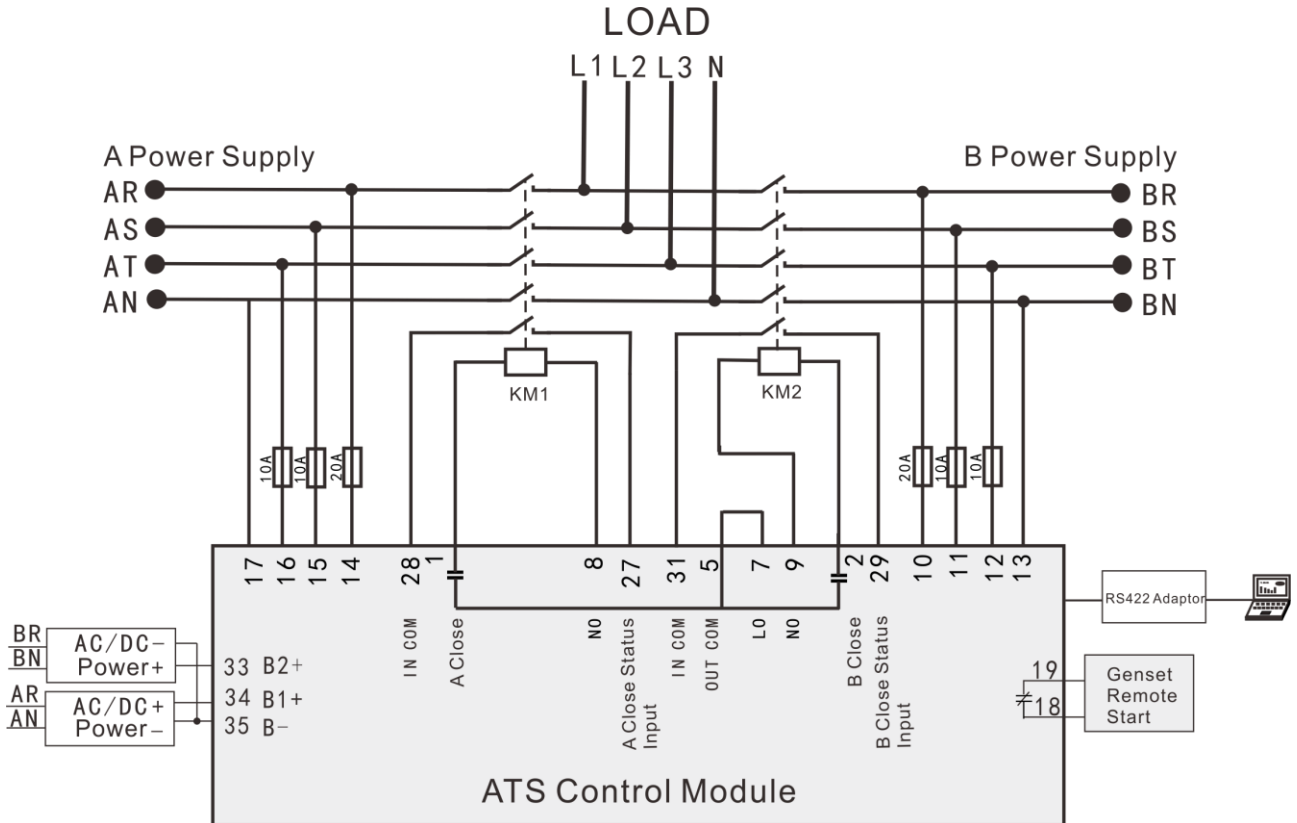 LOAD
L1 L2 L3 N
A Power Supply
B Power Supply
AR
BR
AS
BS
AT
BT
AN
BN
KM1
KM2
10A
10A
20A
20A
10A
10A
17
16
15
14
28
1
8
27
31
5
7
9
2
29
10
11
12
13
IN COM
A Close
NO
A Close Status
Input
IN COM
OUT COM
LO
NO
B Close
B Close Status
Input
RS422 Adaptor
BR
BN
AC/DC-
Power+
33 B2+
AR
AN
AC/DC+
Power-
34 B1+
35 B-
19
18
Genset
Remote
Start
ATS Control Module